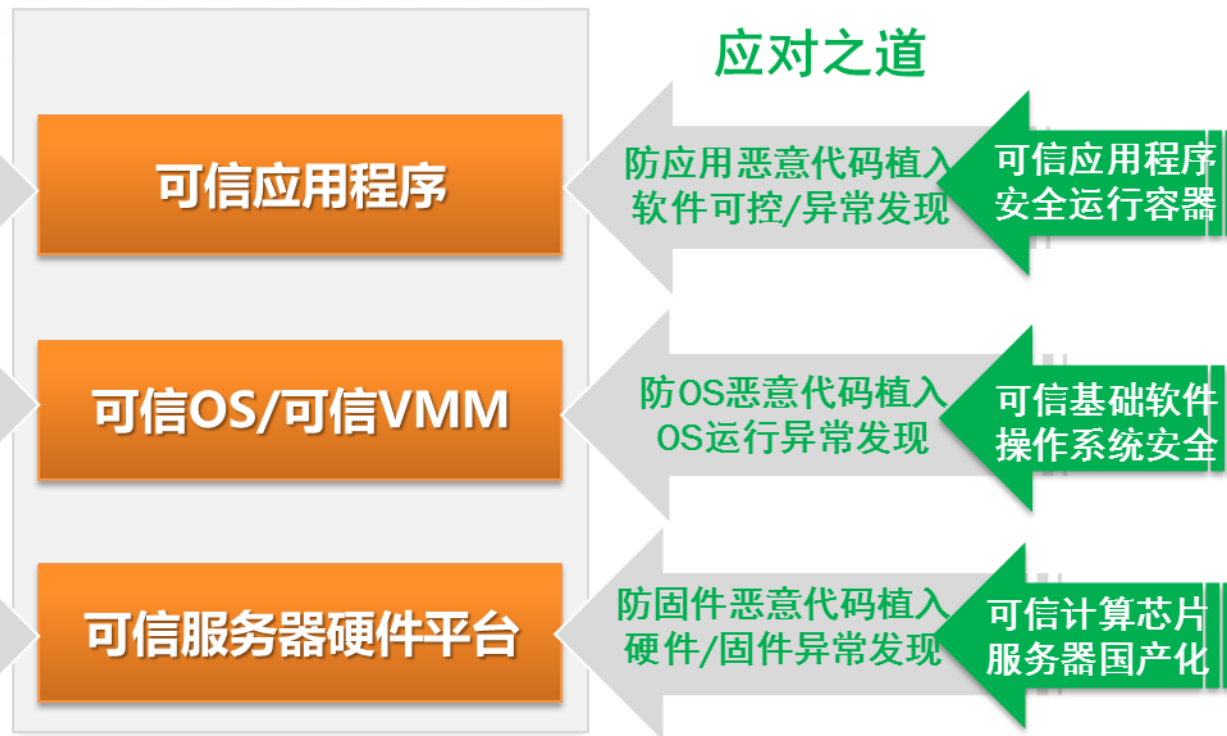 应对之道
可信应用程序
防应用恶意代码植入
软件可控/异常发现
可信应用程序
安全运行容器
可信OS/可信VMM
防OS恶意代码植入
OS运行异常发现
可信基础软件
操作系统安全
可信服务器硬件平台
防固件恶意代码植入
硬件/固件异常发现
可信计算芯片
服务器国产化